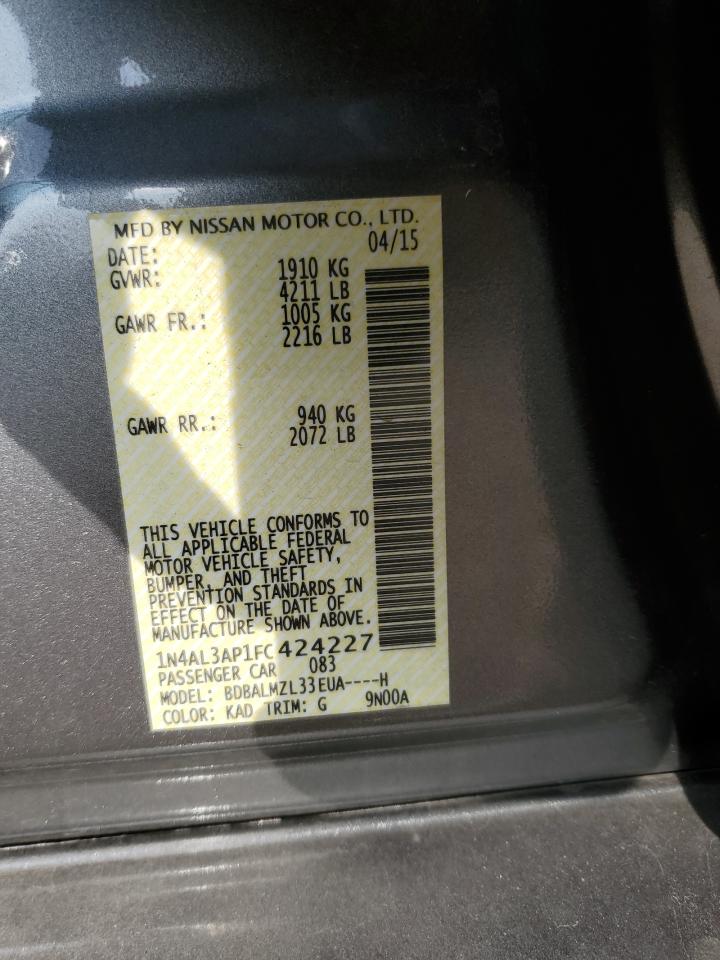 MFD BY NISSAN MOTOR CO., LTD.
DATE: 04/15
GVWR: 1910 KG
4211 LB
GAWR FR.: 1005 KG
2216 LB
GAWR RR.: 940 KG
2072 LB
THIS VEHICLE CONFORMS TO
ALL APPLICABLE FEDERAL
MOTOR VEHICLE SAFETY,
BUMPER, AND THEFT
PREVENTION STANDARDS IN
EFFECT ON THE DATE OF
MANUFACTURE SHOWN ABOVE.
1N4AL3AP1FC424227
PASSENGER CAR 083
MODEL: BDBALMZL33EUA----H
COLOR: KAD TRIM: G 9N00A